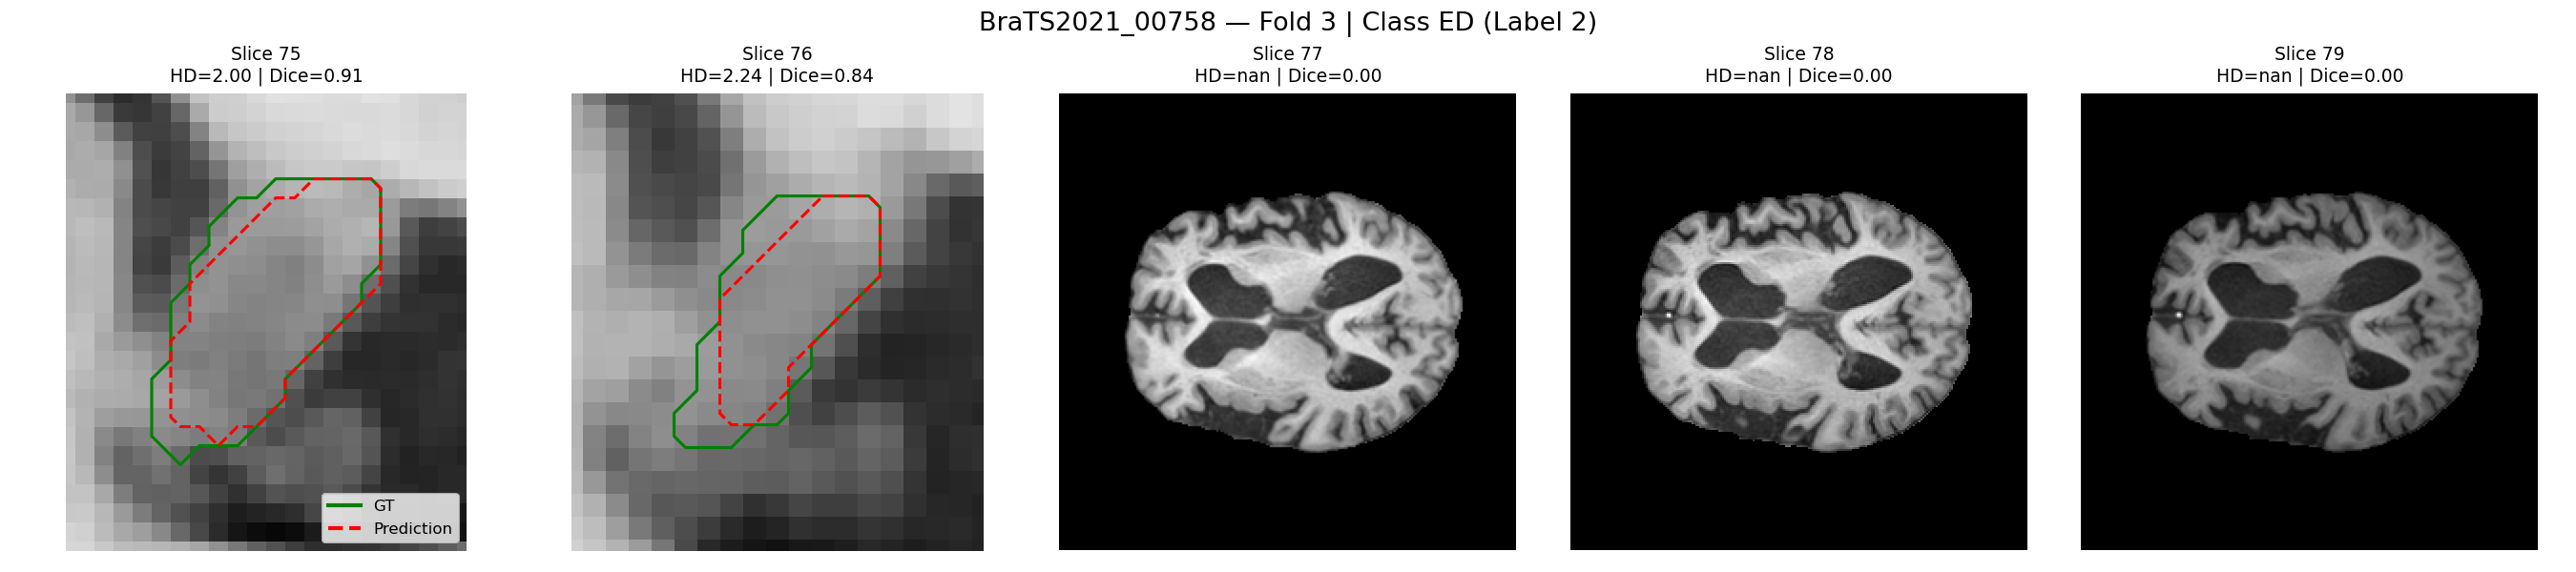 BraTS2021_00758 — Fold 3 | Class ED (Label 2)
Slice 75
HD=2.00 | Dice=0.91
Slice 76
HD=2.24 | Dice=0.84
Slice 77
HD=nan | Dice=0.00
Slice 78
HD=nan | Dice=0.00
Slice 79
HD=nan | Dice=0.00
GT
Prediction